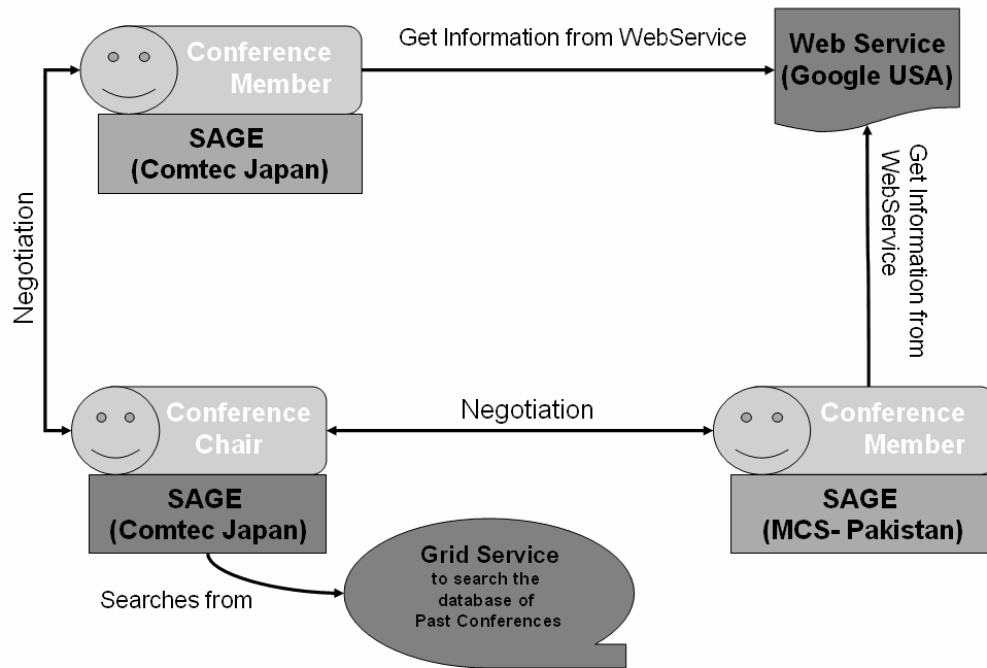 Get Information from WebService
Conference
Member
SAGE
(Comtec Japan)
Web Service
(Google USA)
Negotiation
Get Information from
WebService
Conference
Chair
SAGE
(Comtec Japan)
Negotiation
Conference
Member
SAGE
(MCS- Pakistan)
Searches from
Grid Service
to search the
database of
Past Conferences